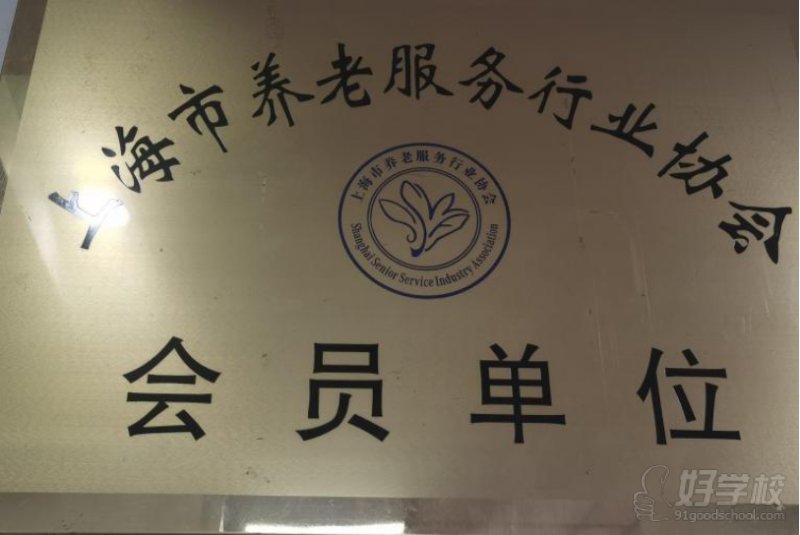 上海市养老服务行业协会
上海市养老服务行业协会
Shanghai Senior Service Industry Association
会员单位
好学校
91goodschool.com